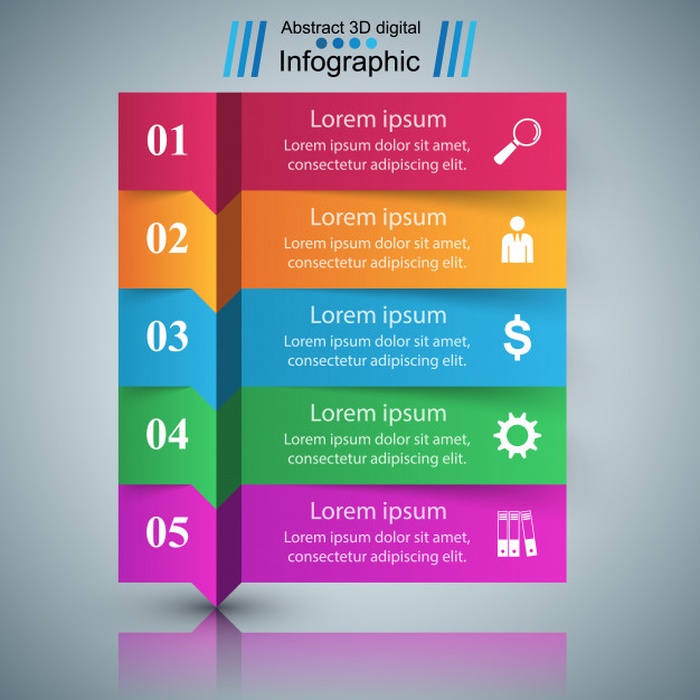 Abstract 3D digital
Infographic
01
Lorem ipsum
Lorem ipsum dolor sit amet,
consectetur adipiscing elit.
02
Lorem ipsum
Lorem ipsum dolor sit amet,
consectetur adipiscing elit.
03
Lorem ipsum
Lorem ipsum dolor sit amet,
consectetur adipiscing elit.
$
04
Lorem ipsum
Lorem ipsum dolor sit amet,
consectetur adipiscing elit.
05
Lorem ipsum
Lorem ipsum dolor sit amet,
consectetur adipiscing elit.